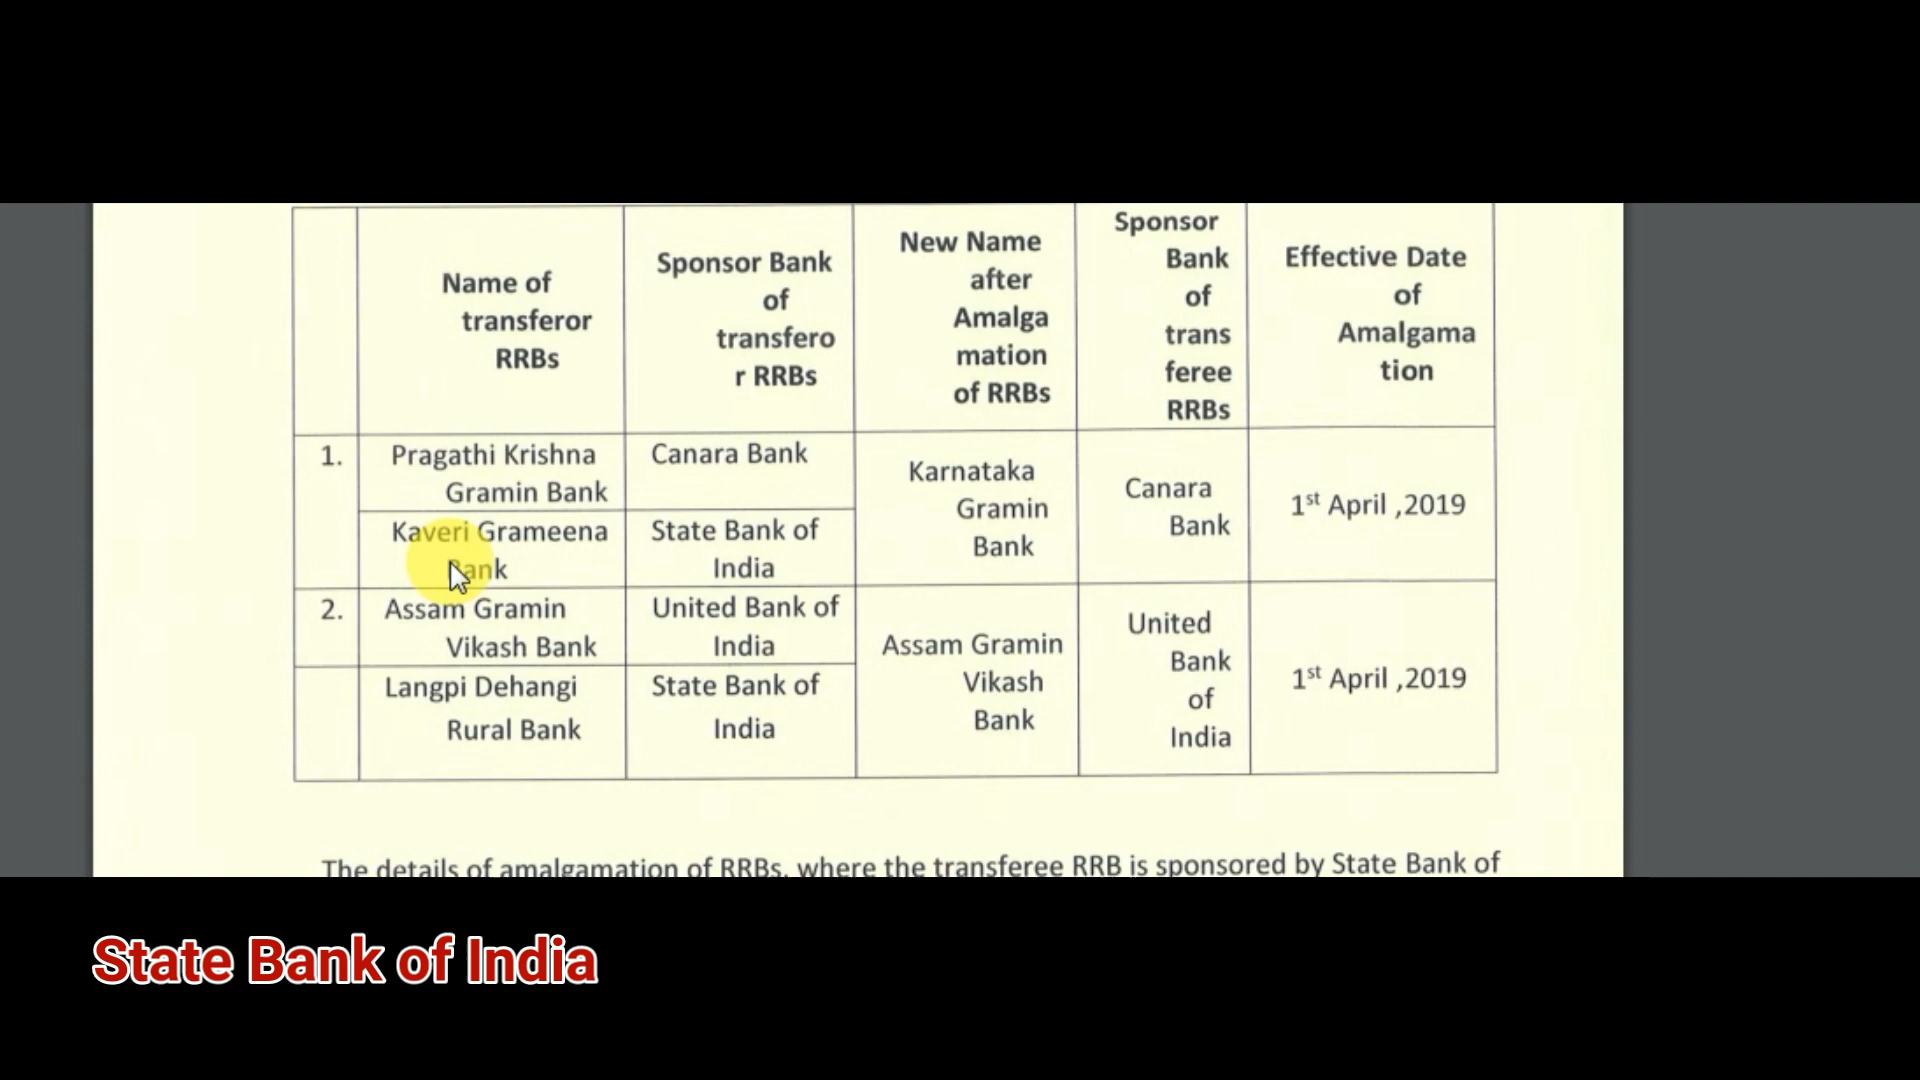 Name of
transferor
RRBs
Sponsor Bank
of
transfero
r RRBs
New Name
after
Amalga
mation
of RRBs
Sponsor
Bank
of
trans
feree
RRBs
Effective Date
of
Amalgama
tion
1.
Pragathi Krishna
Gramin Bank
Canara Bank
Kaveri Grameena
Bank
State Bank of
India
Karnataka
Gramin
Bank
Canara
Bank
1st April ,2019
2.
Assam Gramin
Vikash Bank
United Bank of
India
Langpi Dehangi
Rural Bank
State Bank of
India
Assam Gramin
Vikash
Bank
United
Bank
of
India
1st April ,2019
The details of amalgamation of RRBs, where the transferee RRB is sponsored by State Bank of
State Bank of India